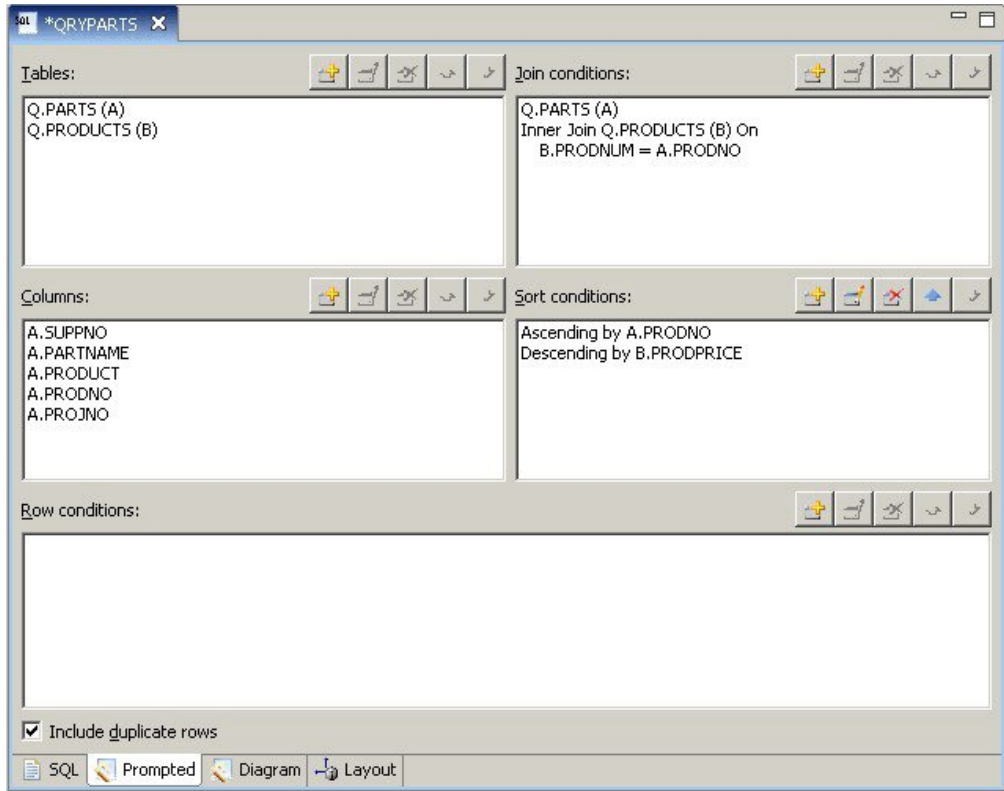 SQL *QRYPARTS
Tables:
Q.PARTS (A)
Q.PRODUCTS (B)
Join conditions:
Q.PARTS (A)
Inner Join Q.PRODUCTS (B) On
B.PRODNUM = A.PRODNO
Columns:
A.SUPPNO
A.PARTNAME
A.PRODUCT
A.PRODNO
A.PROJNO
Sort conditions:
Ascending by A.PRODNO
Descending by B.PRODPRICE
Row conditions:
Include duplicate rows
SQL Prompted Diagram Layout